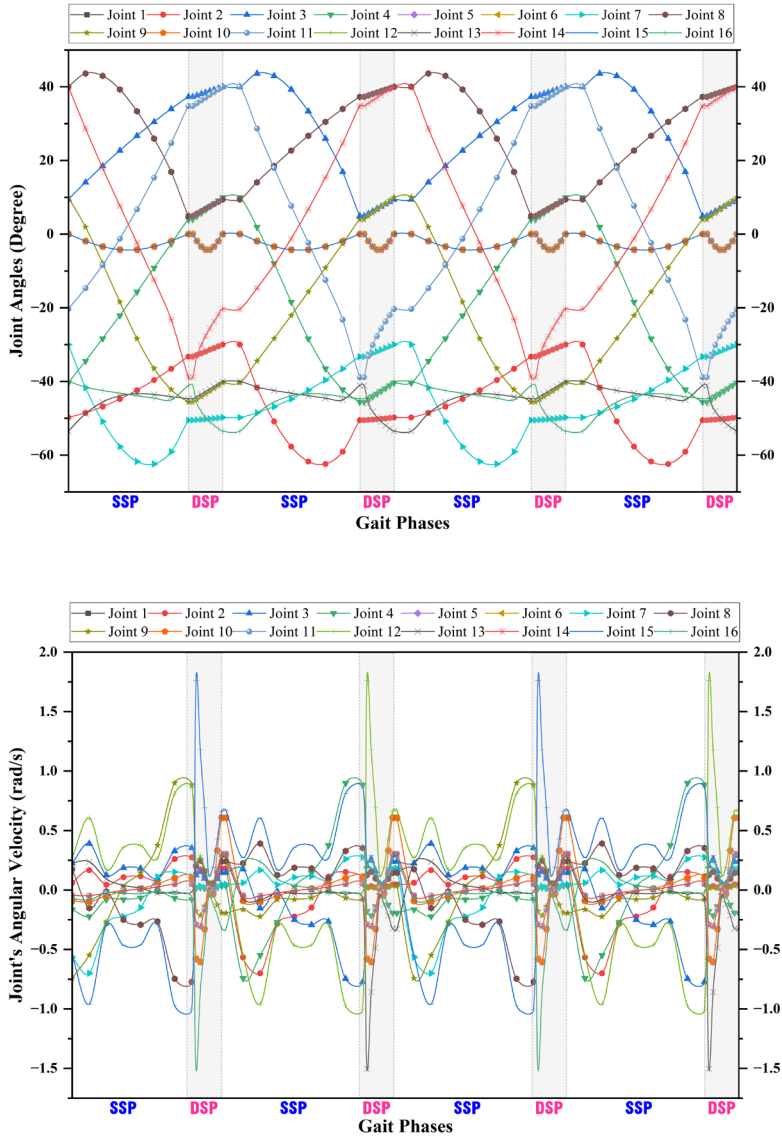 Joint 1 Joint 2 Joint 3 Joint 4 Joint 5 Joint 6 Joint 7 Joint 8
Joint 9 Joint 10 Joint 11 Joint 12 Joint 13 Joint 14 Joint 15 Joint 16
40 40
20 20
0 0
−20 −20
−40 −40
−60 −60
Joint Angles (Degree)
SSP DSP SSP DSP SSP DSP SSP DSP
Gait Phases
Joint 1 Joint 2 Joint 3 Joint 4 Joint 5 Joint 6 Joint 7 Joint 8
Joint 9 Joint 10 Joint 11 Joint 12 Joint 13 Joint 14 Joint 15 Joint 16
2.0 2.0
1.5 1.5
1.0 1.0
0.5 0.5
0.0 0.0
−0.5 −0.5
−1.0 −1.0
−1.5 −1.5
Joint's Angular Velocity (rad/s)
SSP DSP SSP DSP SSP DSP SSP DSP
Gait Phases